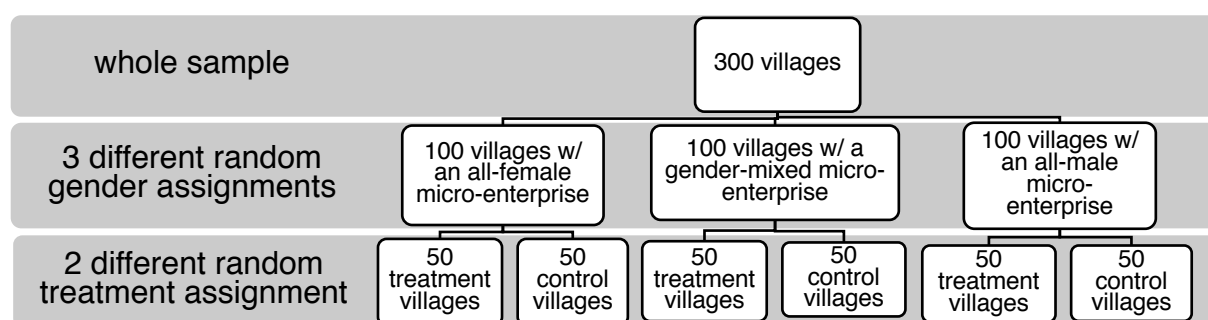 whole sample
300 villages
3 different random
gender assignments
100 villages w/
an all-female
micro-enterprise
100 villages w/ a
gender-mixed micro-
enterprise
100 villages w/
an all-male
micro-
enterprise
2 different random
treatment assignment
50
treatment
villages
50
control
villages
50
treatment
villages
50
control
villages
50
treatment
villages
50
control
villages